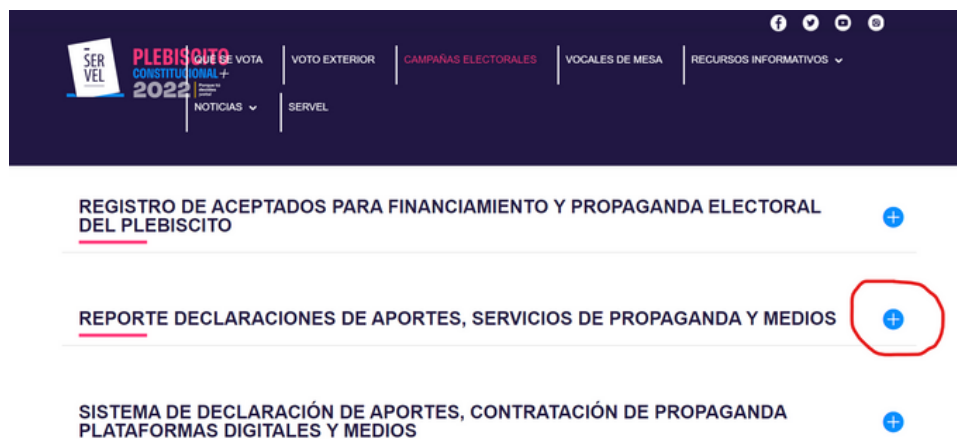 SER
VEL
PLEBISCITO
CONSTITUCIONAL
2022
QUÉ SE VOTA
VOTO EXTERIOR
CAMPAÑAS ELECTORALES
VOCALES DE MESA
RECURSOS INFORMATIVOS
NOTICIAS
SERVEL
REGISTRO DE ACEPTADOS PARA FINANCIAMIENTO Y PROPAGANDA ELECTORAL
DEL PLEBISCITO
REPORTE DECLARACIONES DE APORTES, SERVICIOS DE PROPAGANDA Y MEDIOS
SISTEMA DE DECLARACIÓN DE APORTES, CONTRATACIÓN DE PROPAGANDA
PLATAFORMAS DIGITALES Y MEDIOS